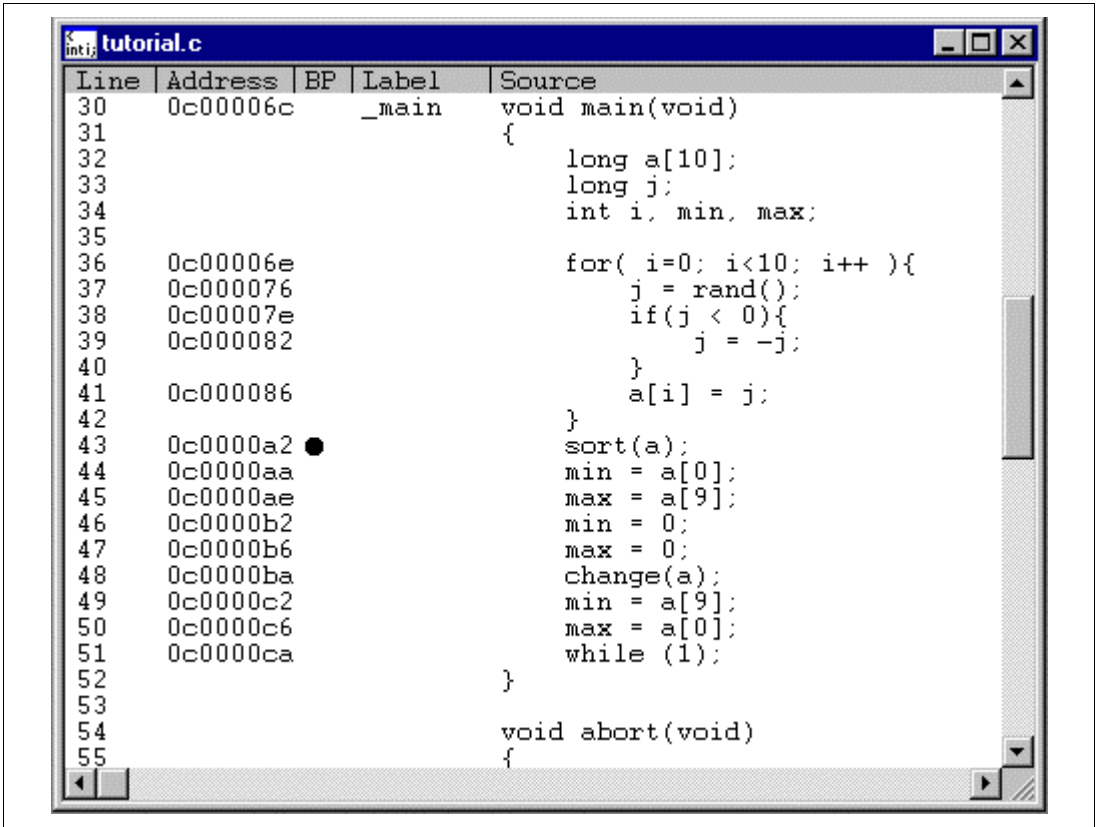 tutorial.c
Line Address BP Label Source
30 0c00006c _main void main(void)
31 {
32 long a[10];
33 long j;
34 int i, min, max;
35
36 0c00006e for( i=0; i<10; i++ ){
37 0c000076 j = rand();
38 0c00007e if(j < 0){
39 0c000082 j = -j;
40 }
41 0c000086 a[i] = j;
42 }
43 0c0000a2 sort(a);
44 0c0000aa min = a[0];
45 0c0000ae max = a[9];
46 0c0000b2 min = 0;
47 0c0000b6 max = 0;
48 0c0000ba change(a);
49 0c0000c2 min = a[9];
50 0c0000c6 max = a[0];
51 0c0000ca while (1);
52 }
53
54 void abort(void)
55 {